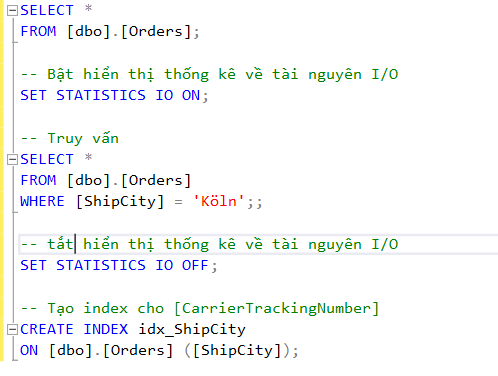 SELECT *
FROM [dbo].[Orders];
-- Bật hiển thị thống kê về tài nguyên I/O
SET STATISTICS IO ON;
-- Truy vấn
SELECT *
FROM [dbo].[Orders]
WHERE [ShipCity] = 'Köln';;
-- tắt hiển thị thống kê về tài nguyên I/O
SET STATISTICS IO OFF;
-- Tạo index cho [CarrierTrackingNumber]
CREATE INDEX idx_ShipCity
ON [dbo].[Orders] ([ShipCity]);